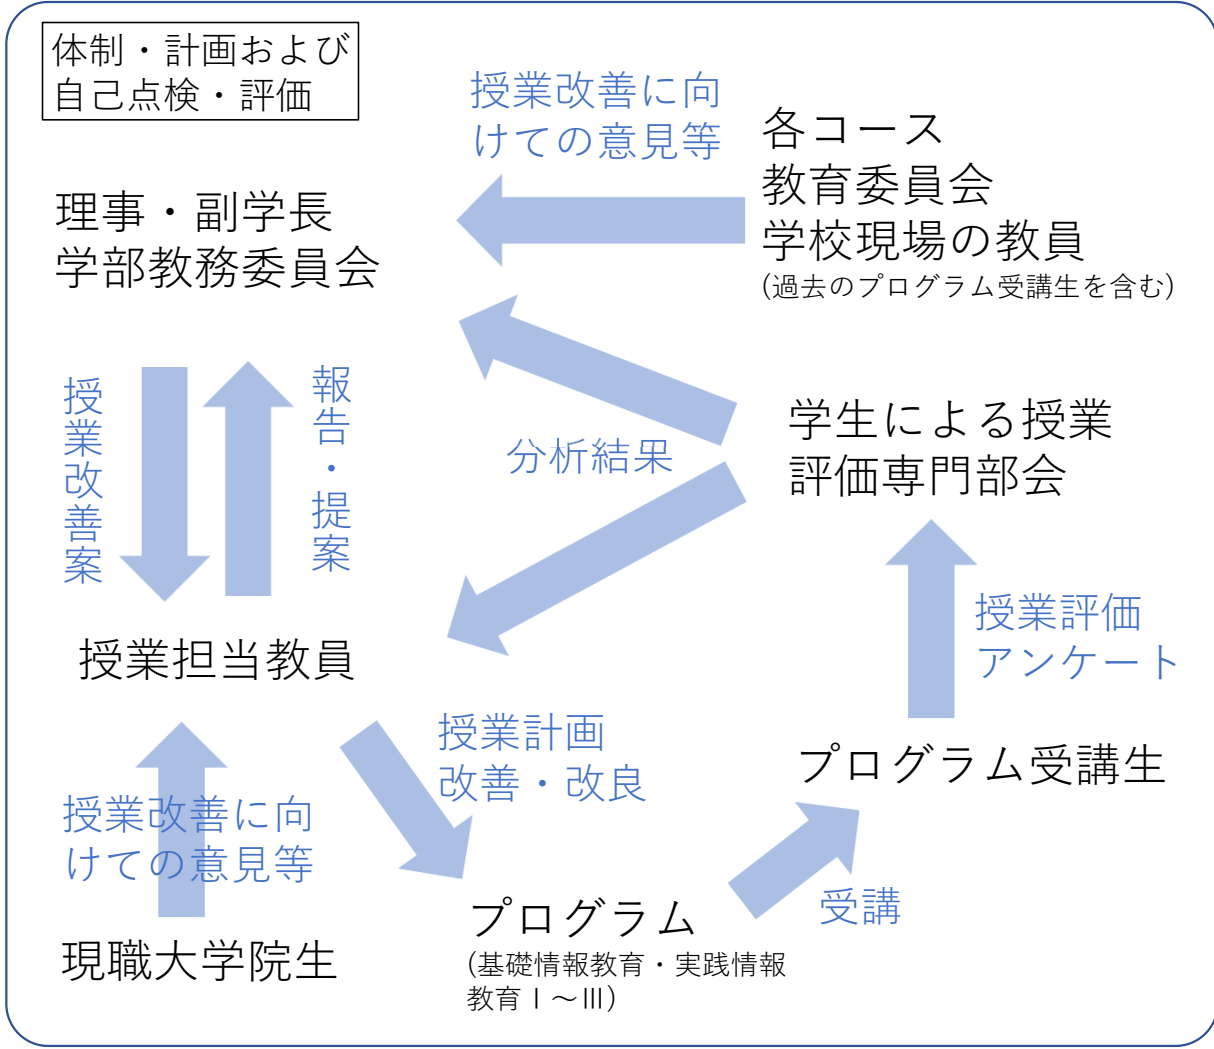 体制・計画および
自己点検・評価
授業改善に向
けての意見等
各コース
教育委員会
学校現場の教員
(過去のプログラム受講生を含む)
理事・副学長
学部教務委員会
授業改善案
報告・提案
分析結果
学生による授業
評価専門部会
授業評価
アンケート
授業担当教員
授業計画
改善・改良
プログラム受講生
授業改善に向
けての意見等
受講
現職大学院生
プログラム
(基礎情報教育・実践情報
教育Ⅰ～Ⅲ)